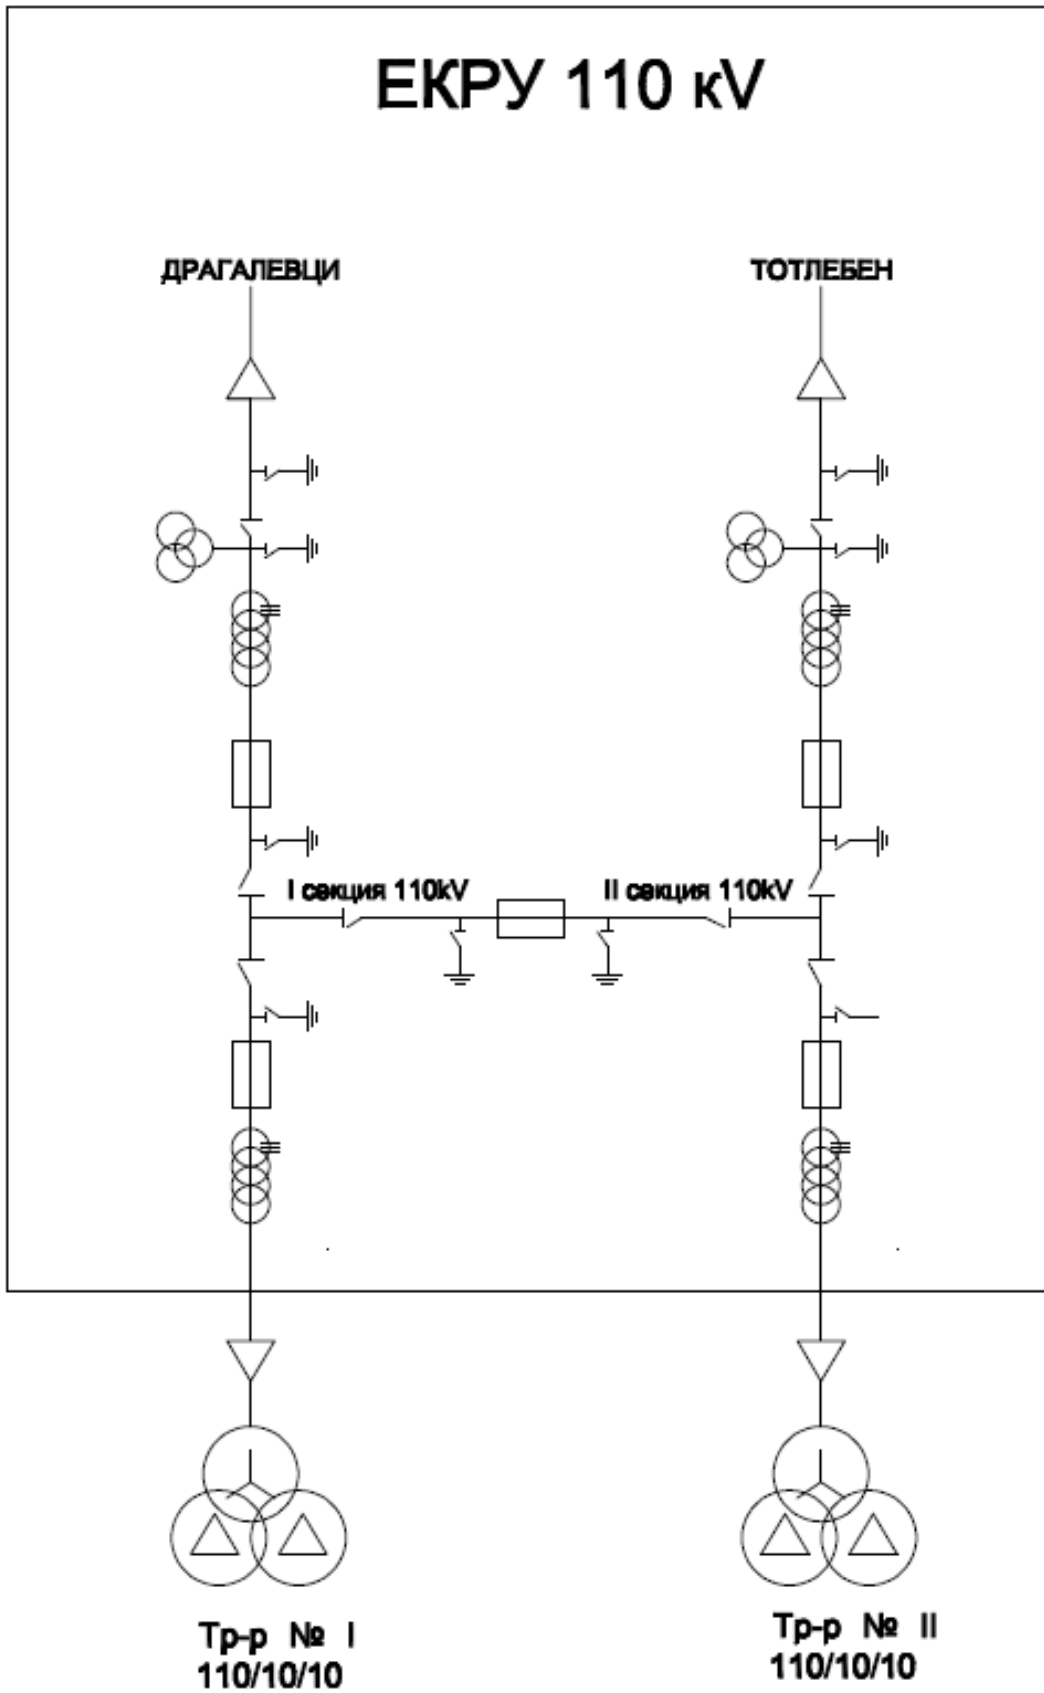 ЕКРУ 110 кV
ДРАГАЛЕВЦИ
ТОТЛЕБЕН
I секция 110kV
II секция 110kV
Тр-р № I
110/10/10
Тр-р № II
110/10/10